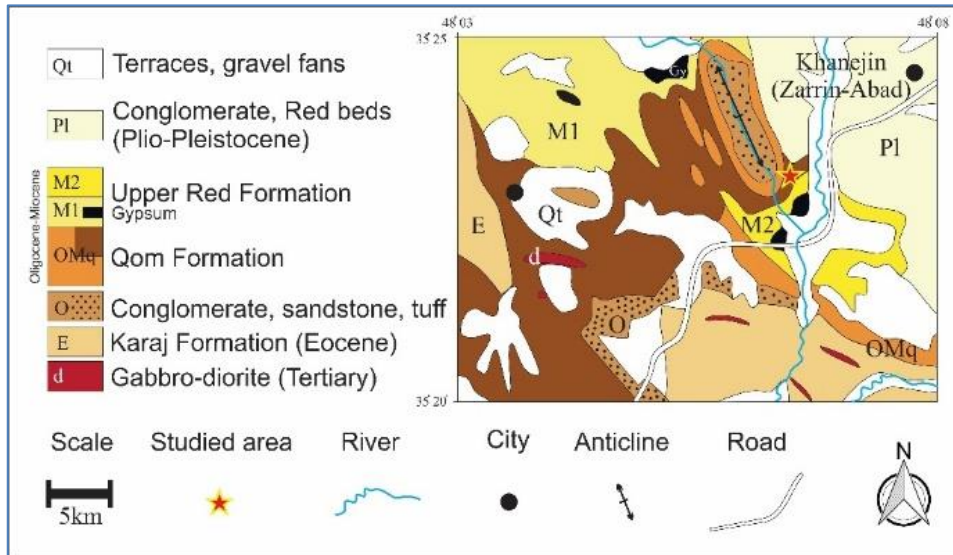 48 03
48 08
35 25
35 20
Qt
Terraces, gravel fans
Pl
Conglomerate, Red beds
(Plio-Pleistocene)
Oligocene-Miocene
M2
Upper Red Formation
M1
Gypsum
OMq
Qom Formation
O
Conglomerate, sandstone, tuff
E
Karaj Formation (Eocene)
d
Gabbro-diorite (Tertiary)
Gy
Khanejin
(Zarrin-Abad)
M1
Pl
Qt
E
M2
d
O
OMq
Scale
Studied area
River
City
Anticline
Road
N
5km